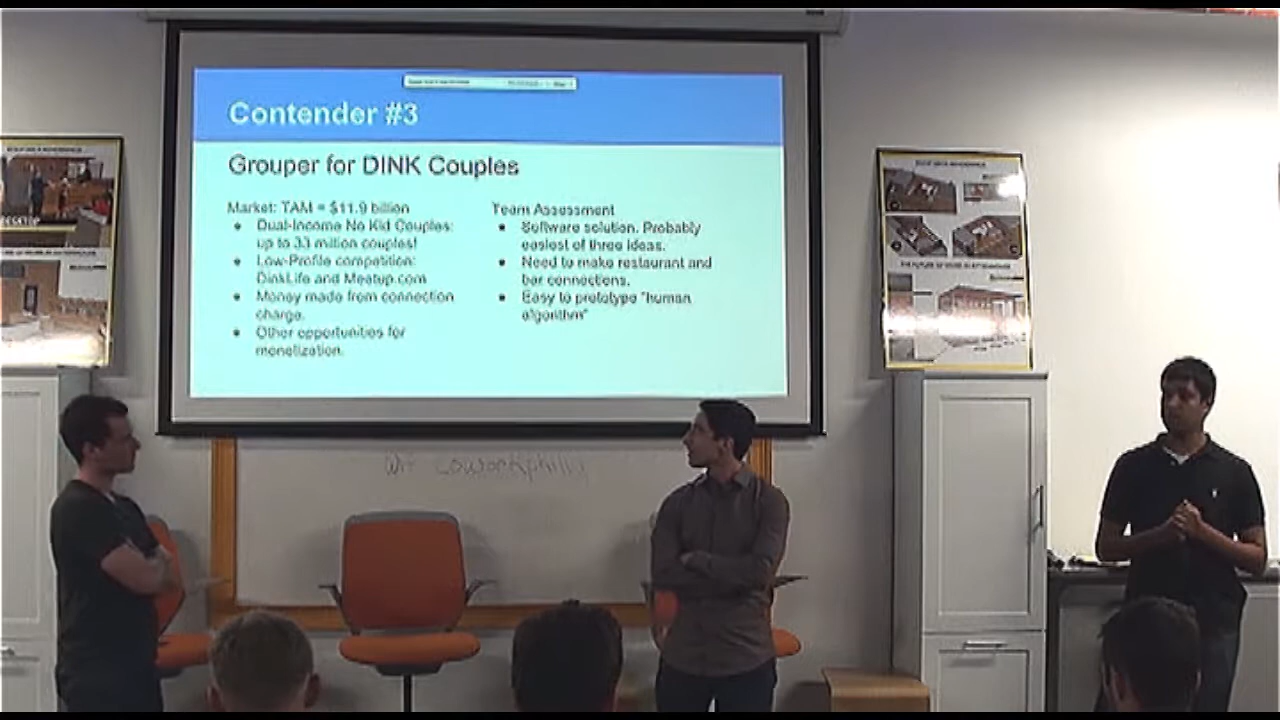 Contender #3
Grouper for DINK Couples
Market: TAM = $11.9 billion
● Dual-Income No Kid Couples:
up to 33 million couples!
● Low-Profile competition:
DinkLife and Meetup.com
● Money made from connection
charge.
● Other opportunities for
monetization.
Team Assessment
● Software solution. Probably
easiest of three ideas.
● Need to make restaurant and
bar connections.
● Easy to prototype "human
algorithm"
coworkphilly